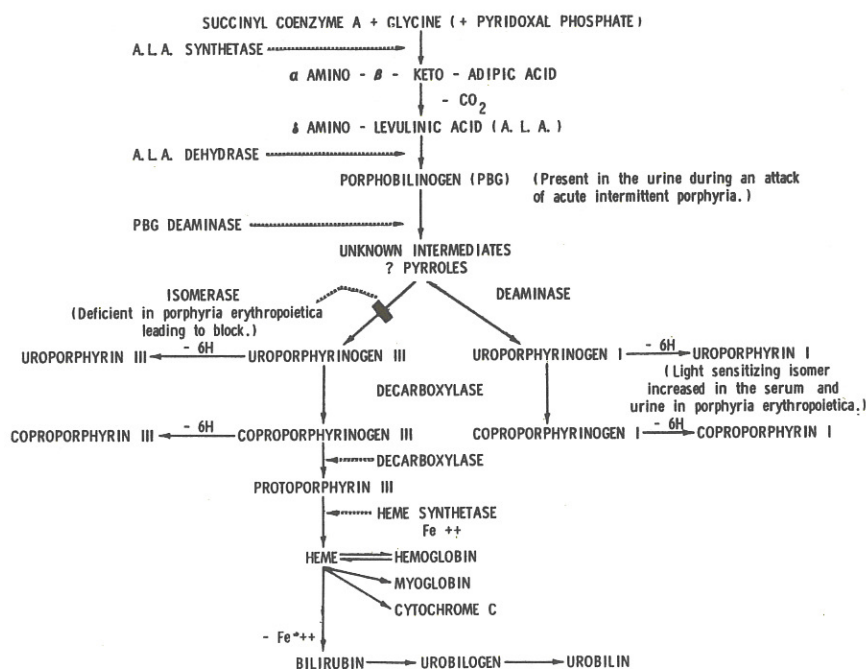 SUCCINYL COENZYME A + GLYCINE (+ PYRIDOXAL PHOSPHATE)
A.L.A. SYNTHETASE
α AMINO - β - KETO - ADIPIC ACID
- CO2
δ AMINO - LEVULINIC ACID (A. L. A.)
A.L.A. DEHYDRASE
PORPHOBILINOGEN (PBG)
(Present in the urine during an attack
of acute intermittent porphyria.)
PBG DEAMINASE
UNKNOWN INTERMEDIATES
? PYRROLES
ISOMERASE
(Deficient in porphyria erythropoietica
leading to block.)
DEAMINASE
UROPORPHYRIN III - 6H UROPORPHYRINOGEN III
UROPORPHYRINOGEN I - 6H UROPORPHYRIN I
(Light sensitizing isomer
increased in the serum and
urine in porphyria erythropoietica.)
DECARBOXYLASE
COPROPORPHYRIN III - 6H COPROPORPHYRINOGEN III
COPROPORPHYRINOGEN I - 6H COPROPORPHYRIN I
DECARBOXYLASE
PROTOPORPHYRIN III
HEME SYNTHETASE
Fe ++
HEME HEMOGLOBIN
MYOGLOBIN
CYTOCHROME C
- Fe*++
BILIRUBIN UROBILOGEN UROBILIN